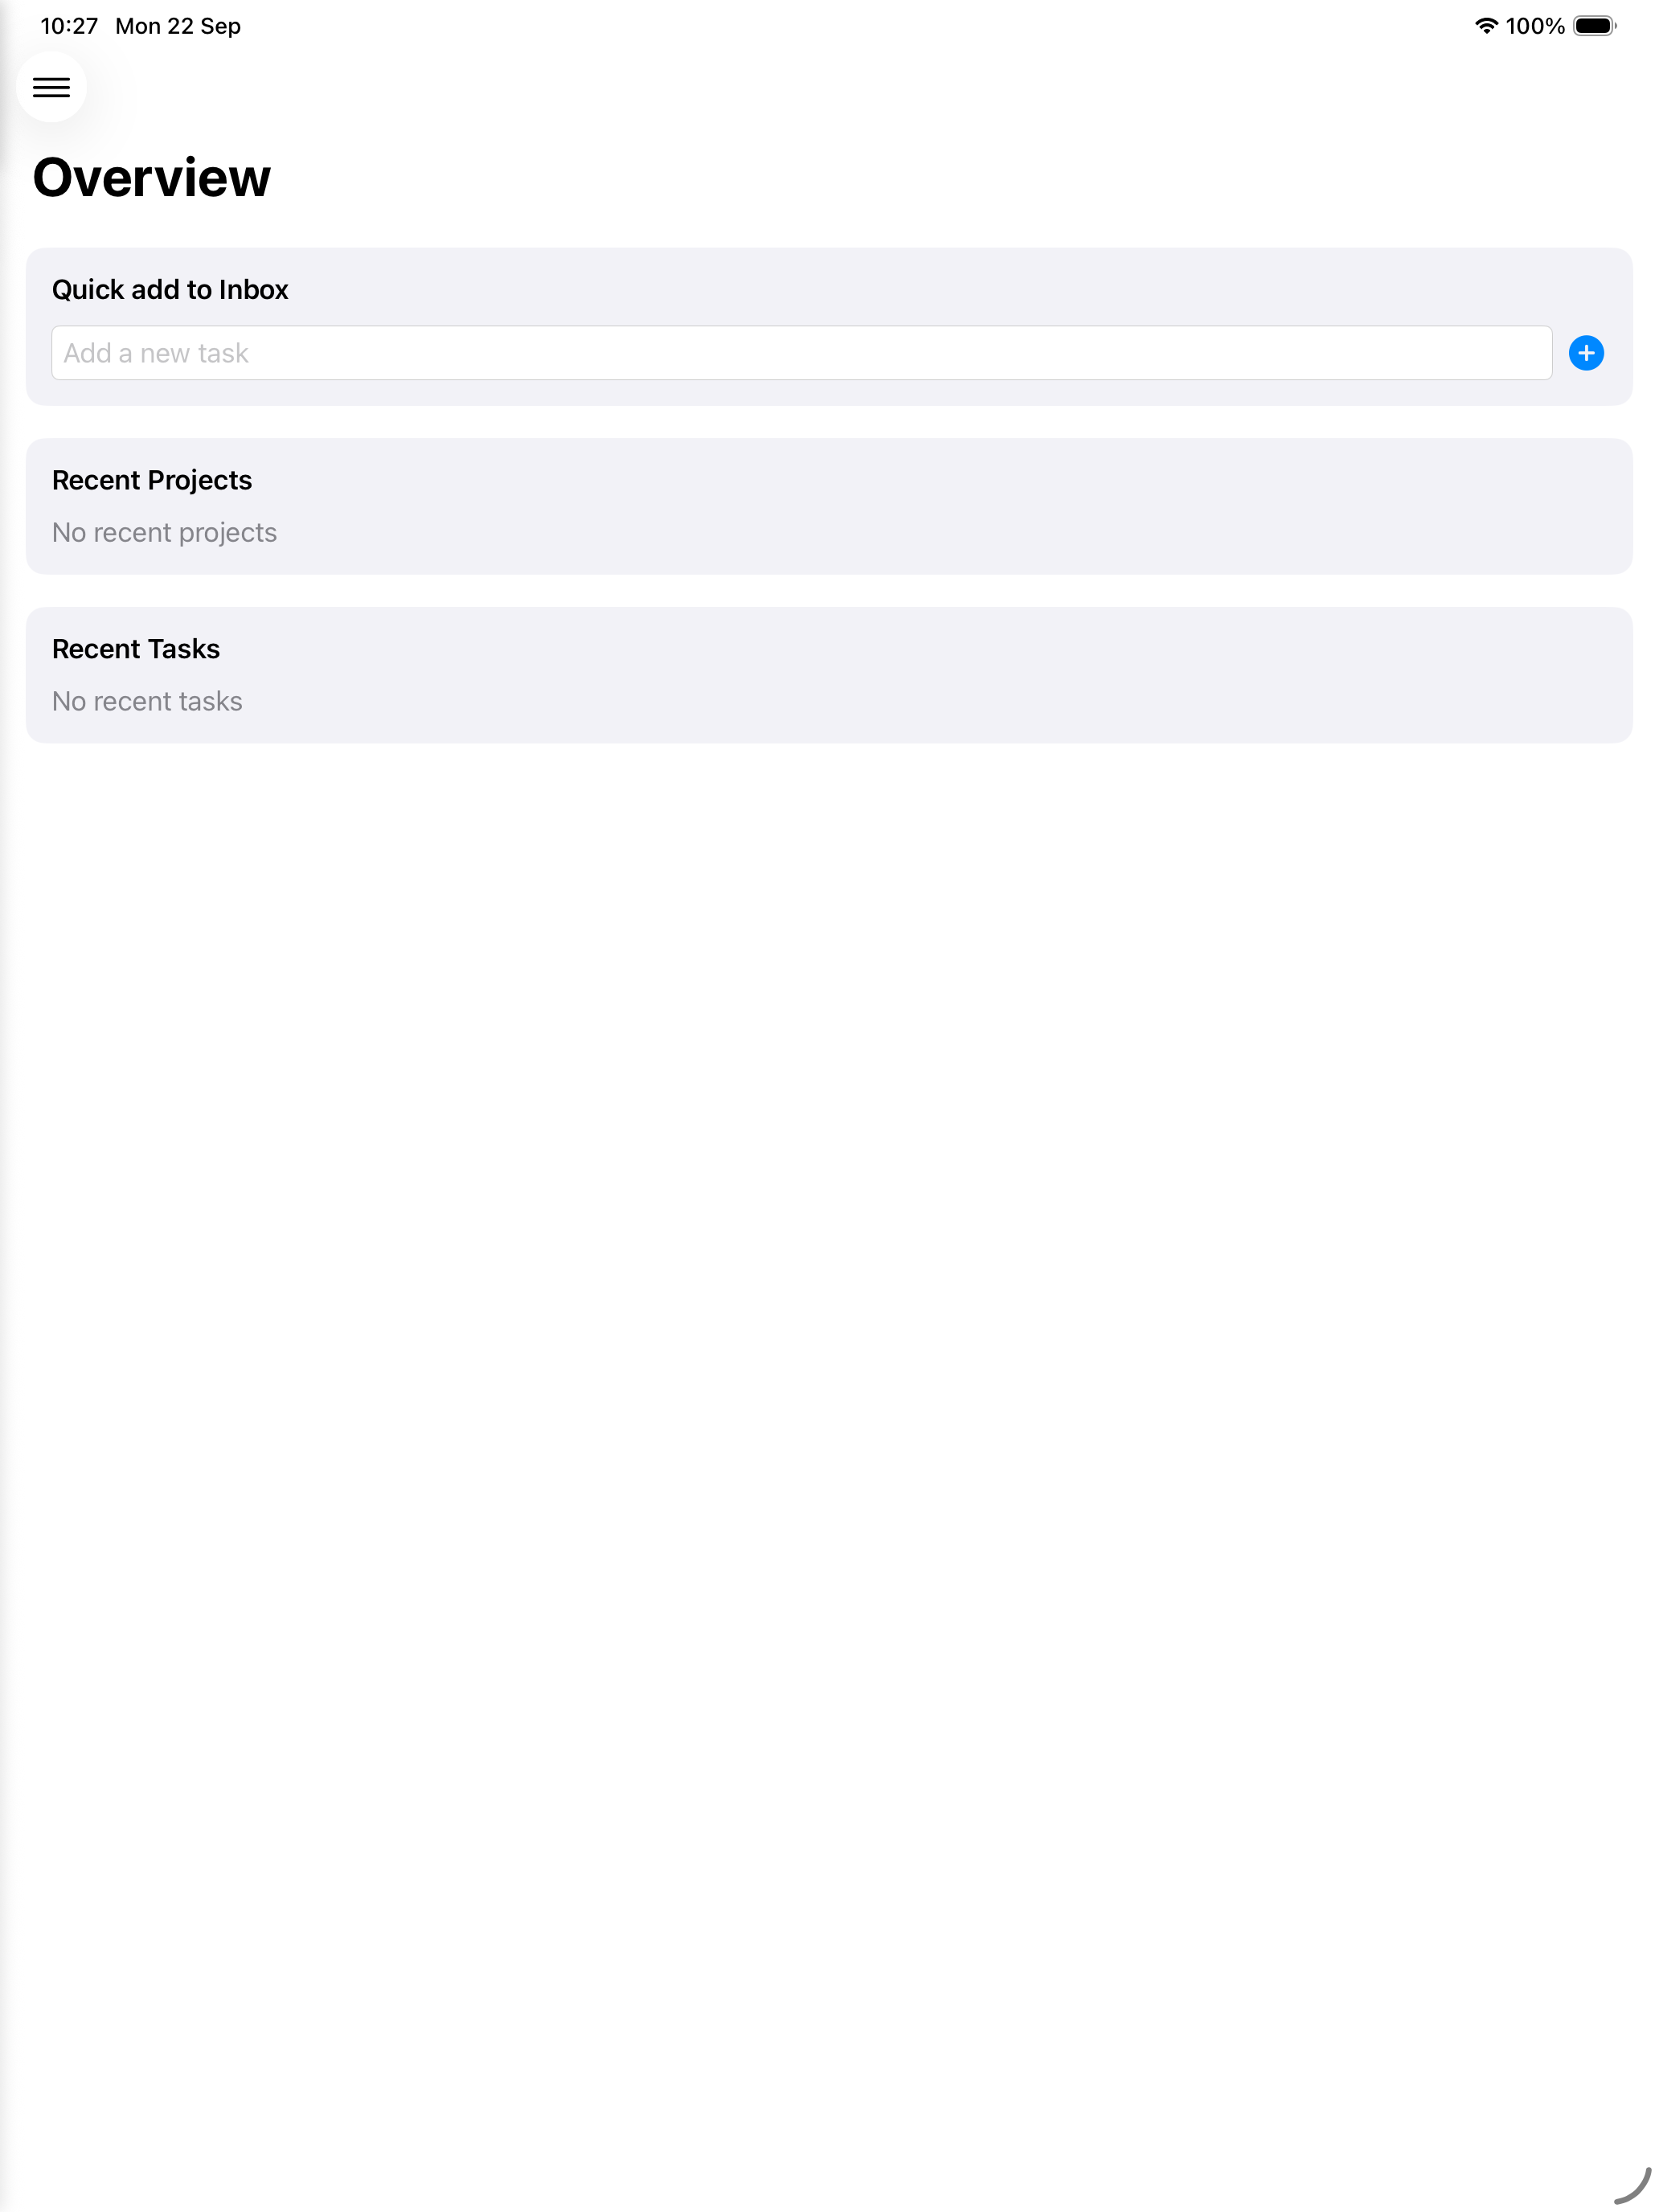 10:27 Mon 22 Sep 100%
Overview
Quick add to Inbox
Add a new task
Recent Projects
No recent projects
Recent Tasks
No recent tasks